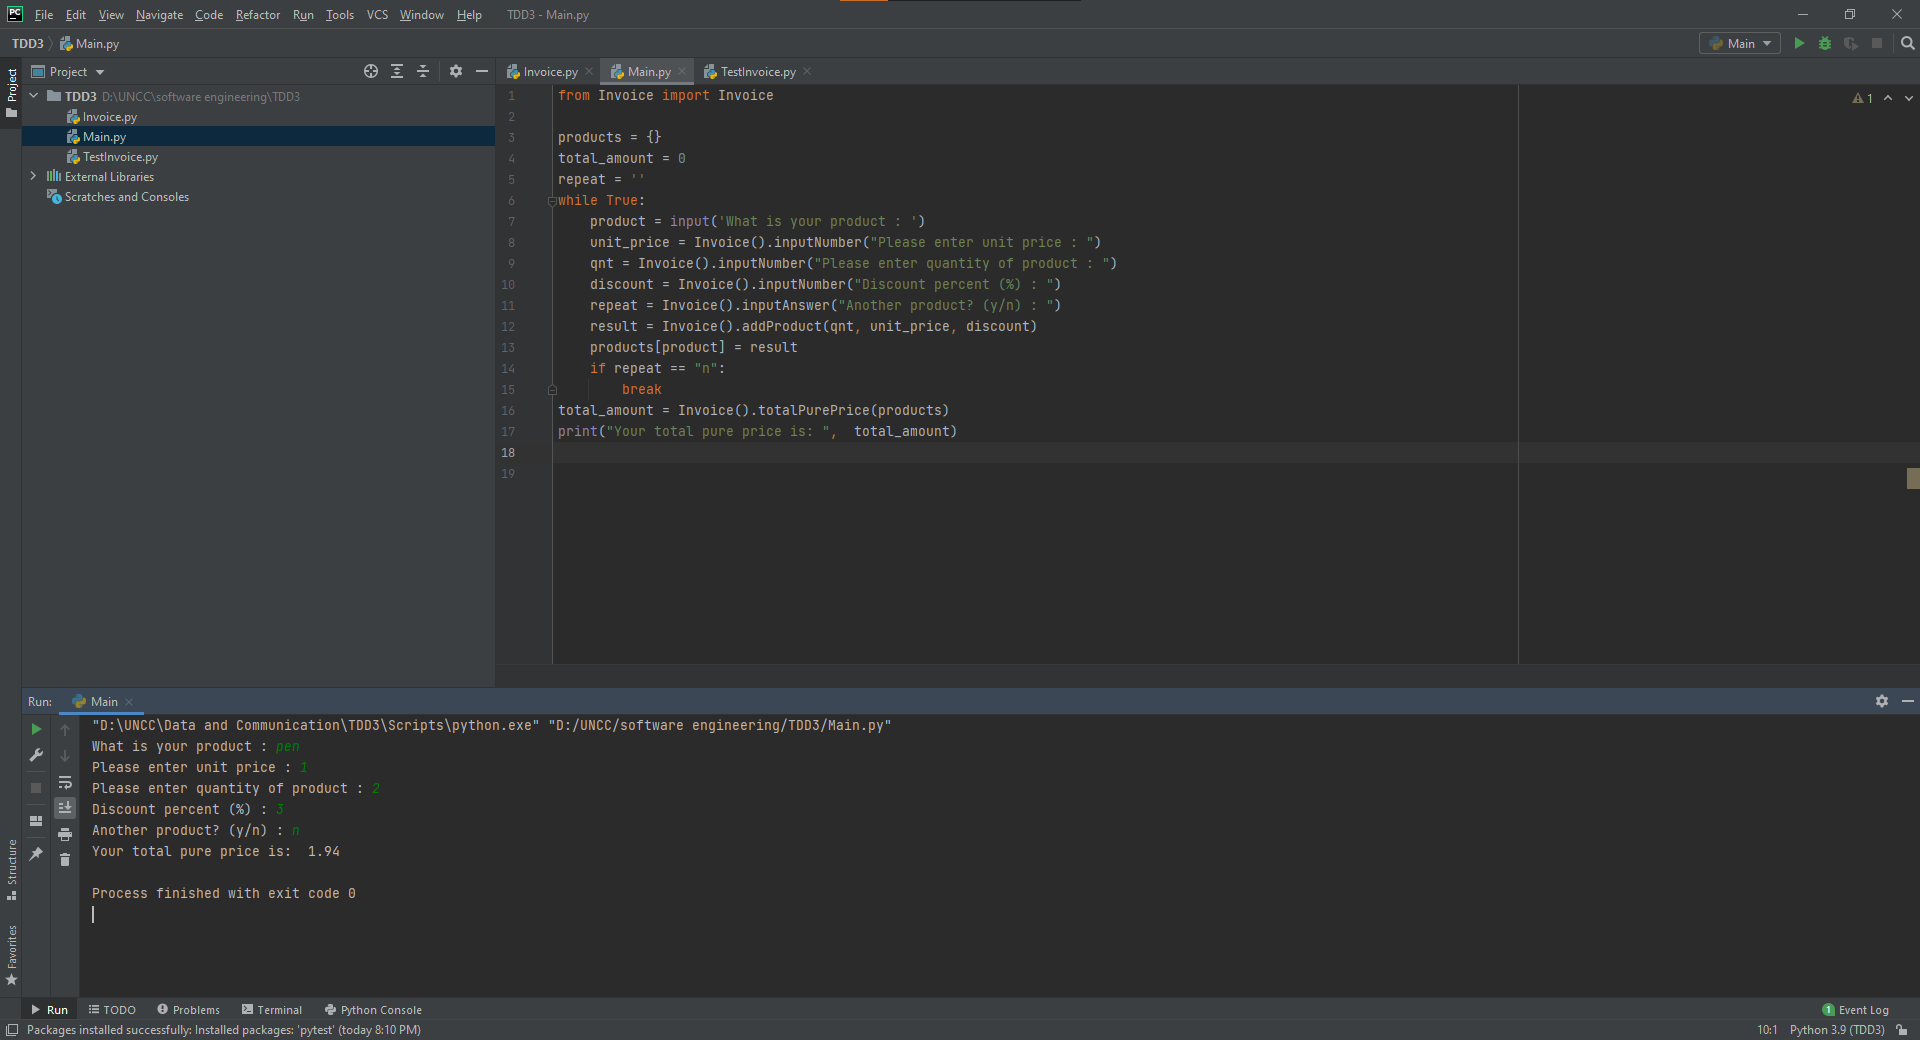 PC File Edit View Navigate Code Refactor Run Tools VCS Window Help TDD3 - Main.py
TDD3 Main.py Main
Project
Project
Invoice.py Main.py TestInvoice.py
TDD3 D:\UNCC\software engineering\TDD3
Invoice.py
Main.py
TestInvoice.py
External Libraries
Scratches and Consoles
1
1 from Invoice import Invoice
2
3 products = {}
4 total_amount = 0
5 repeat = ''
6 while True:
7 product = input('What is your product : ')
8 unit_price = Invoice().inputNumber("Please enter unit price : ")
9 qnt = Invoice().inputNumber("Please enter quantity of product : ")
10 discount = Invoice().inputNumber("Discount percent (%) : ")
11 repeat = Invoice().inputAnswer("Another product? (y/n) : ")
12 result = Invoice().addProduct(qnt, unit_price, discount)
13 products[product] = result
14 if repeat == "n":
15 break
16 total_amount = Invoice().totalPurePrice(products)
17 print("Your total pure price is: ",  total_amount)
18
19
Run: Main
"D:\UNCC\Data and Communication\TDD3\Scripts\python.exe" "D:/UNCC/software engineering/TDD3/Main.py"
What is your product : pen
Please enter unit price : 1
Please enter quantity of product : 2
Discount percent (%) : 3
Another product? (y/n) : n
Your total pure price is:  1.94
Process finished with exit code 0
Structure
Favorites
Run TODO Problems Terminal Python Console 1 Event Log
Packages installed successfully: Installed packages: 'pytest' (today 8:10 PM) 10:1 Python 3.9 (TDD3)